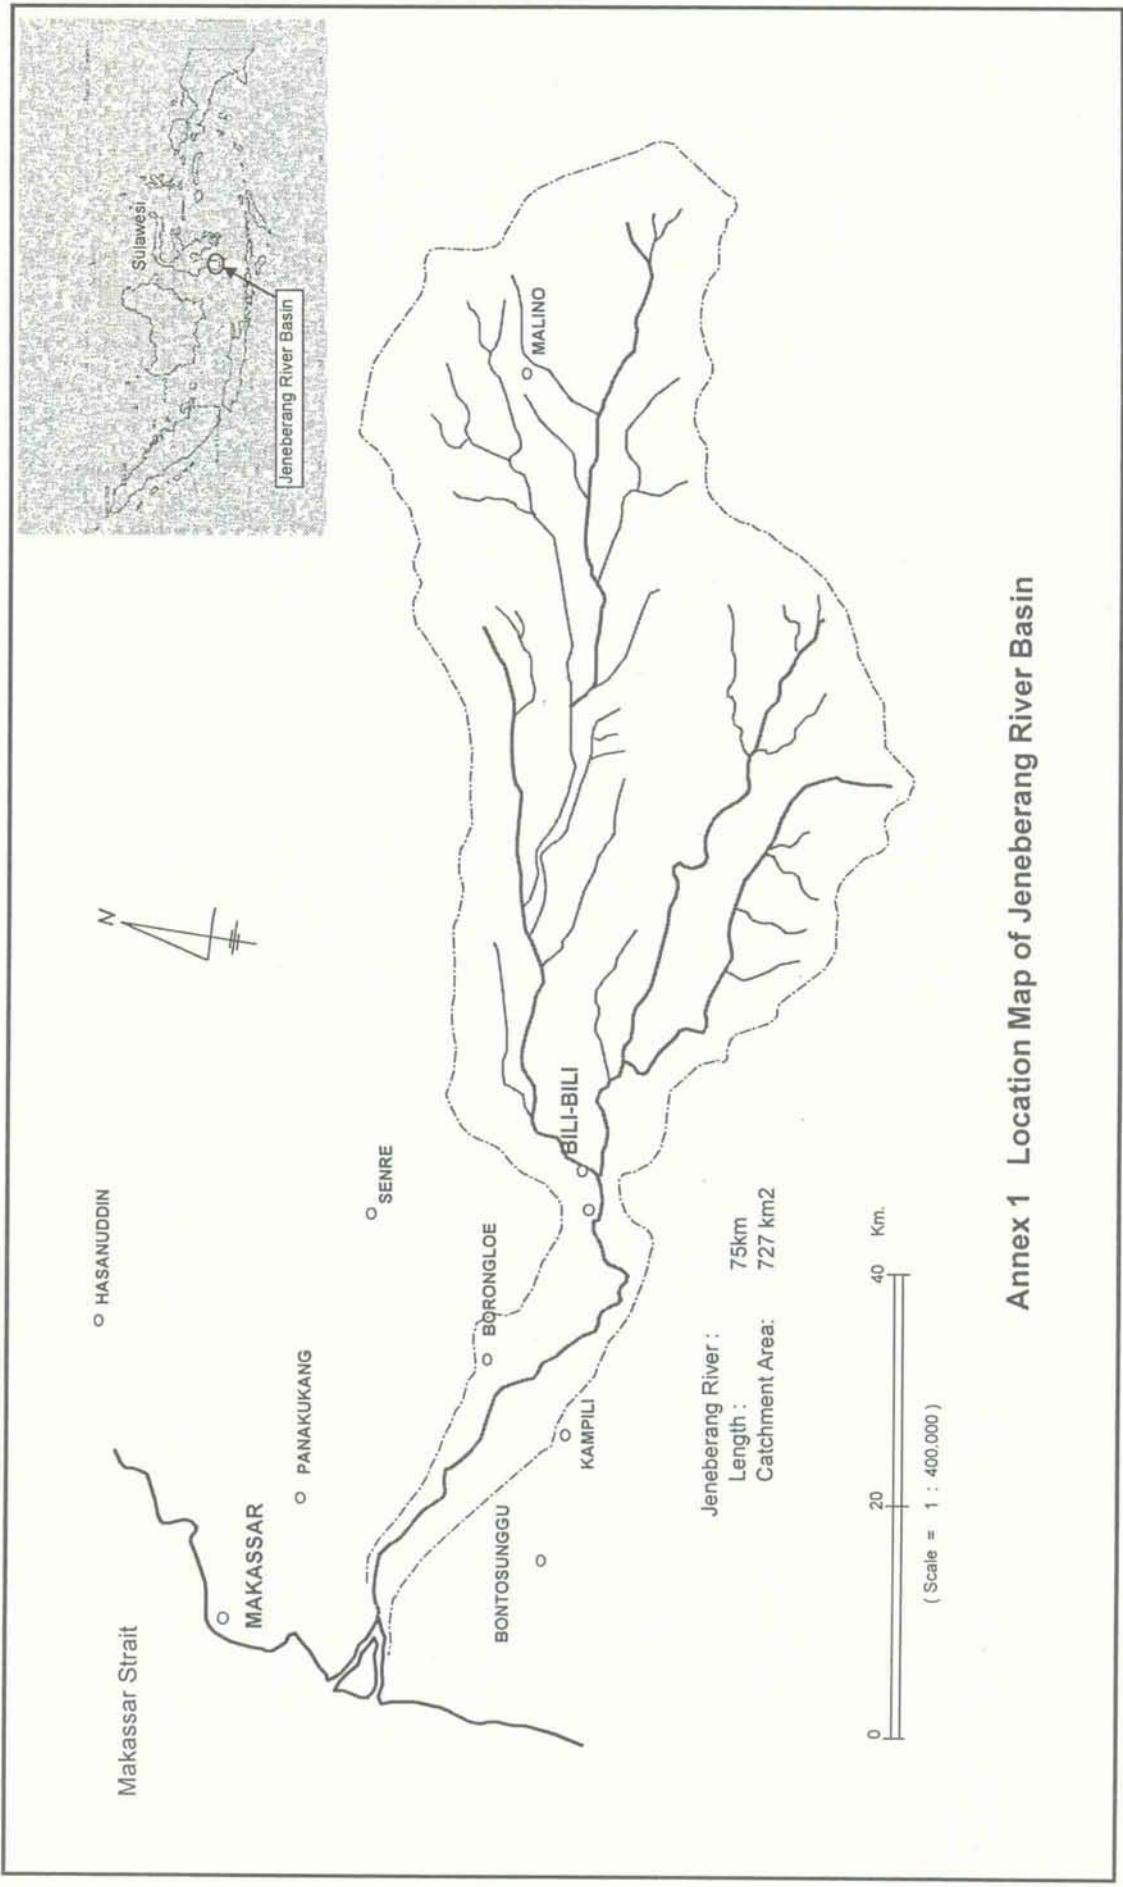 Makassar Strait
HASANUDDIN
N
Sulawesi
Jeneberang River Basin
MAKASSAR
PANAKUKANG
SENRE
BORONGLOE
BILI-BILI
MALINO
BONTOSUNGGU
KAMPILI
Jeneberang River :
Length : 75km
Catchment Area: 727 km2
0 20 40 Km.
( Scale = 1 : 400.000 )
Annex 1 Location Map of Jeneberang River Basin